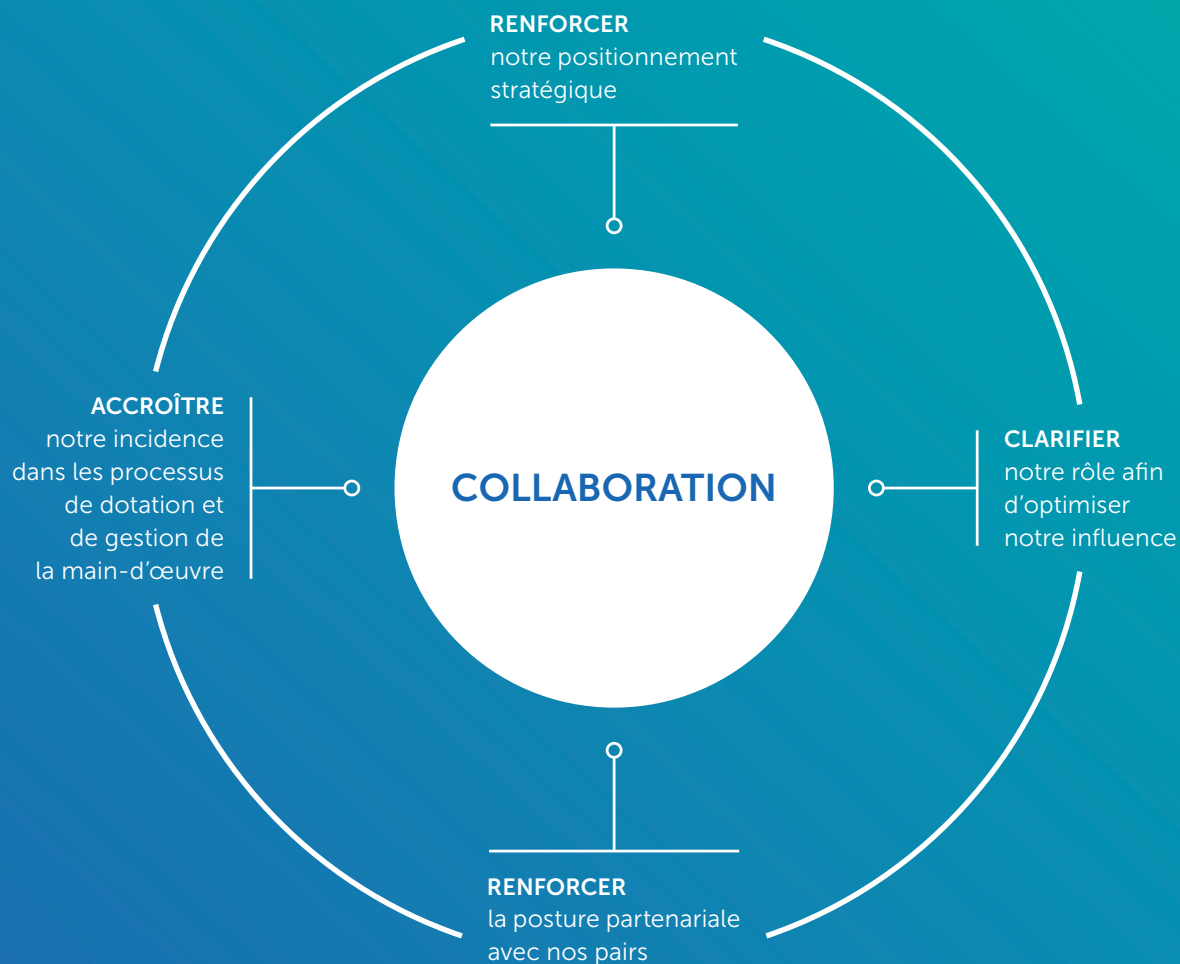 RENFORCER
notre positionnement
stratégique
ACCROÎTRE
notre incidence
dans les processus
de dotation et
de gestion de
la main-d'œuvre
COLLABORATION
CLARIFIER
notre rôle afin
d'optimiser
notre influence
RENFORCER
la posture partenariale
avec nos pairs